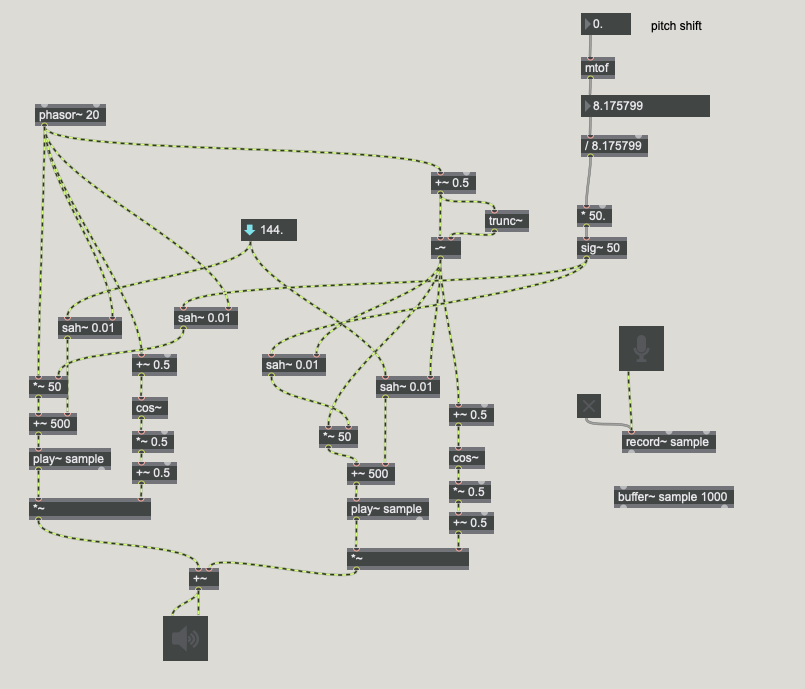 0.
pitch shift
mtof
8.175799
phasor~ 20
/ 8.175799
+~ 0.5
* 50.
trunc~
144.
-~
sig~ 50
sah~ 0.01
sah~ 0.01
+~ 0.5
sah~ 0.01
sah~ 0.01
*~ 50
cos~
+~ 0.5
+~ 500
*~ 0.5
*~ 50
record~ sample
play~ sample
cos~
+~ 0.5
+~ 500
*~ 0.5
buffer~ sample 1000
*~
play~ sample
+~ 0.5
*~
+~